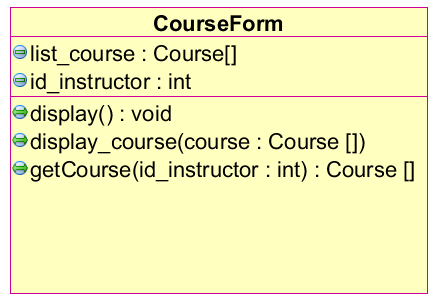 CourseForm
list_course : Course[]
id_instructor : int
display() : void
display_course(course : Course [])
getCourse(id_instructor : int) : Course []